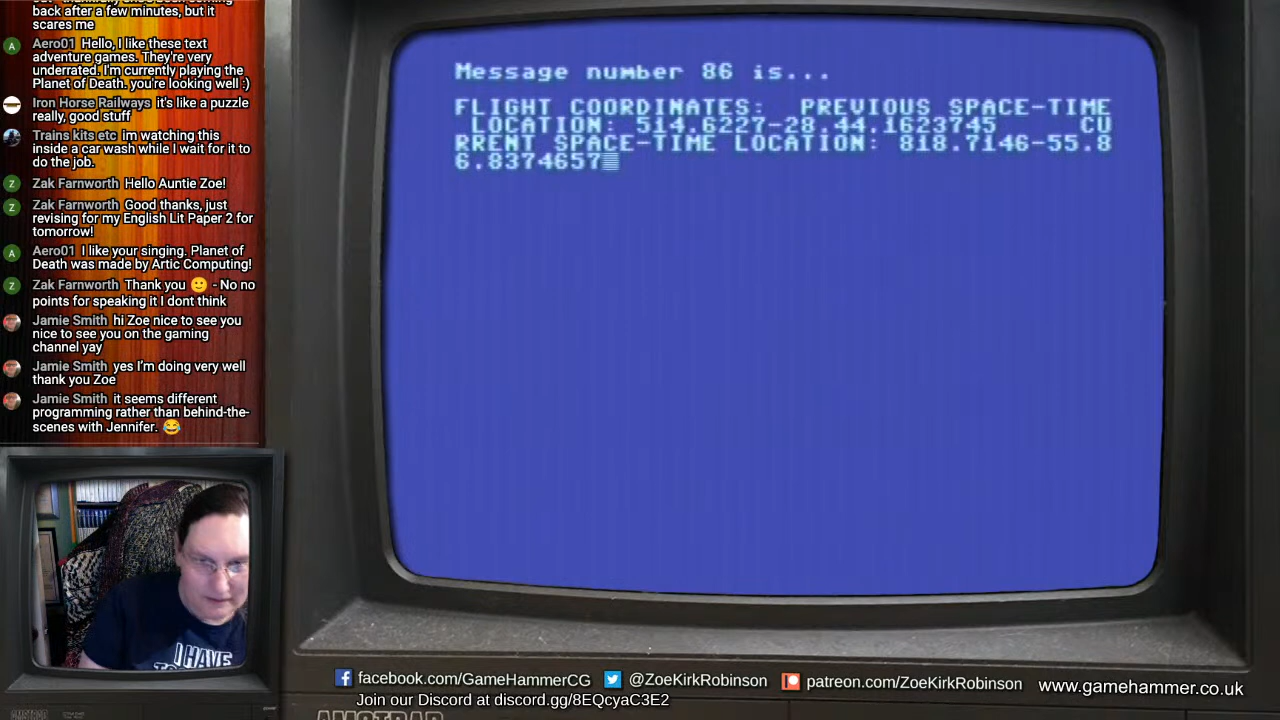 back after a few minutes, but it
scares me
Aero01 Hello, I like these text
adventure games. They're very
underrated. I'm currently playing the
Planet of Death. you're looking well :)
Iron Horse Railways it's like a puzzle
really, good stuff
Trains kits etc im watching this
inside a car wash while I wait for it to
do the job.
Zak Farnworth Hello Auntie Zoe!
Zak Farnworth Good thanks, just
revising for my English Lit Paper 2 for
tomorrow!
Aero01 I like your singing. Planet of
Death was made by Artic Computing!
Zak Farnworth Thank you 🙂 - No no
points for speaking it I dont think
Jamie Smith hi Zoe nice to see you
nice to see you on the gaming
channel yay
Jamie Smith yes I'm doing very well
thank you Zoe
Jamie Smith it seems different
programming rather than behind-the-
scenes with Jennifer. 😂
Message number 86 is...
FLIGHT COORDINATES: PREVIOUS SPACE-TIME
LOCATION: 514.6227-28.44.1623745 CU
RRENT SPACE-TIME LOCATION: 818.7146-55.8
6.8374657
I HAVE
facebook.com/GameHammerCG @ZoeKirkRobinson patreon.com/ZoeKirkRobinson www.gamehammer.co.uk
Join our Discord at discord.gg/8EQcyaC3E2